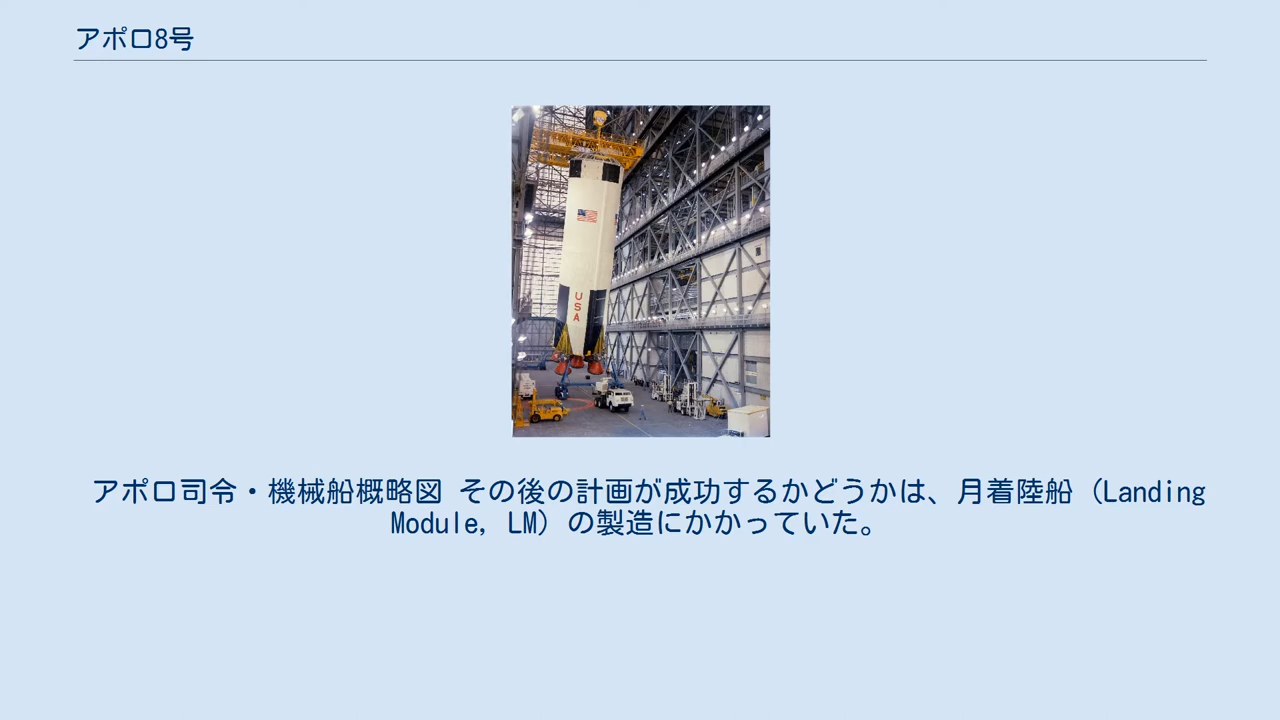 アポロ8号
USA
アポロ司令・機械船概略図 その後の計画が成功するかどうかは、月着陸船（Landing
Module, LM）の製造にかかっていた。